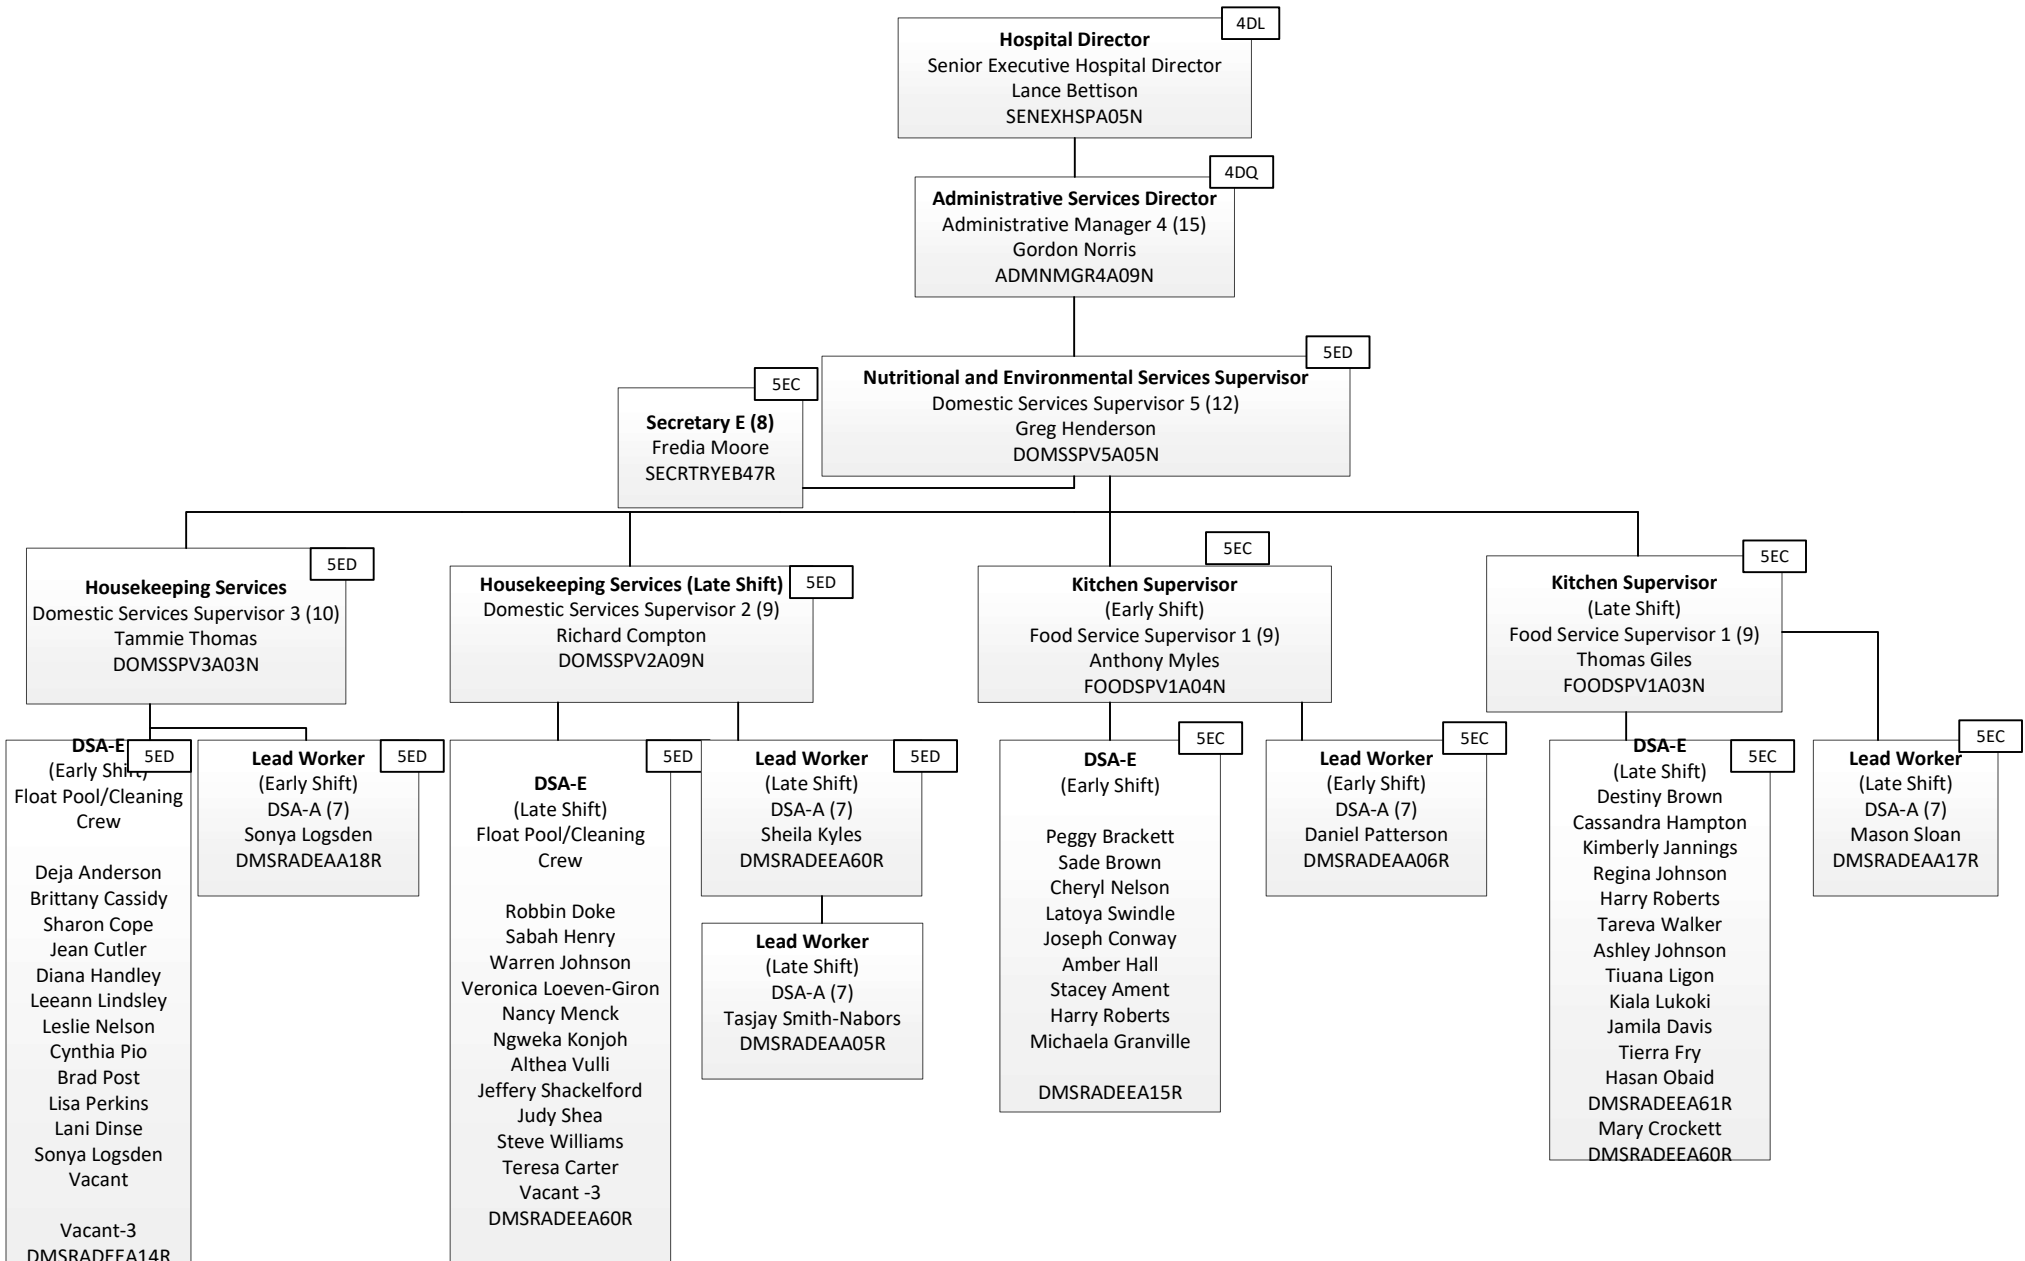 4DL
Hospital Director
Senior Executive Hospital Director
Lance Bettison
SENEXHSPA05N
4DQ
Administrative Services Director
Administrative Manager 4 (15)
Gordon Norris
ADMNMGR4A09N
5ED
Nutritional and Environmental Services Supervisor
Domestic Services Supervisor 5 (12)
Greg Henderson
DOMSSPV5A05N
5EC
Secretary E (8)
Fredia Moore
SECRTRYEB47R
5ED
Housekeeping Services
Domestic Services Supervisor 3 (10)
Tammie Thomas
DOMSSPV3A03N
5ED
Housekeeping Services (Late Shift)
Domestic Services Supervisor 2 (9)
Richard Compton
DOMSSPV2A09N
5EC
Kitchen Supervisor
(Early Shift)
Food Service Supervisor 1 (9)
Anthony Myles
FOODSPV1A04N
5EC
Kitchen Supervisor
(Late Shift)
Food Service Supervisor 1 (9)
Thomas Giles
FOODSPV1A03N
5ED
DSA-E
(Early Shift)
Float Pool/Cleaning
Crew
Deja Anderson
Brittany Cassidy
Sharon Cope
Jean Cutler
Diana Handley
Leeann Lindsley
Leslie Nelson
Cynthia Pio
Brad Post
Lisa Perkins
Lani Dinse
Sonya Logsden
Vacant
Vacant-3
DMSRADEEA14R
5ED
Lead Worker
(Early Shift)
DSA-A (7)
Sonya Logsden
DMSRADEAA18R
5ED
DSA-E
(Late Shift)
Float Pool/Cleaning
Crew
Robbin Doke
Sabah Henry
Warren Johnson
Veronica Loeven-Giron
Nancy Menck
Ngweka Konjoh
Althea Vulli
Jeffery Shackelford
Judy Shea
Steve Williams
Teresa Carter
Vacant -3
DMSRADEEA60R
5ED
Lead Worker
(Late Shift)
DSA-A (7)
Sheila Kyles
DMSRADEEA60R
Lead Worker
(Late Shift)
DSA-A (7)
Tasjay Smith-Nabors
DMSRADEAA05R
5EC
DSA-E
(Early Shift)
Peggy Brackett
Sade Brown
Cheryl Nelson
Latoya Swindle
Joseph Conway
Amber Hall
Stacey Ament
Harry Roberts
Michaela Granville
DMSRADEEA15R
5EC
Lead Worker
(Early Shift)
DSA-A (7)
Daniel Patterson
DMSRADEAA06R
5EC
DSA-E
(Late Shift)
Destiny Brown
Cassandra Hampton
Kimberly Jannings
Regina Johnson
Harry Roberts
Tareva Walker
Ashley Johnson
Tiuana Ligon
Kiala Lukoki
Jamila Davis
Tierra Fry
Hasan Obaid
DMSRADEEA61R
Mary Crockett
DMSRADEEA60R
5EC
Lead Worker
(Late Shift)
DSA-A (7)
Mason Sloan
DMSRADEAA17R